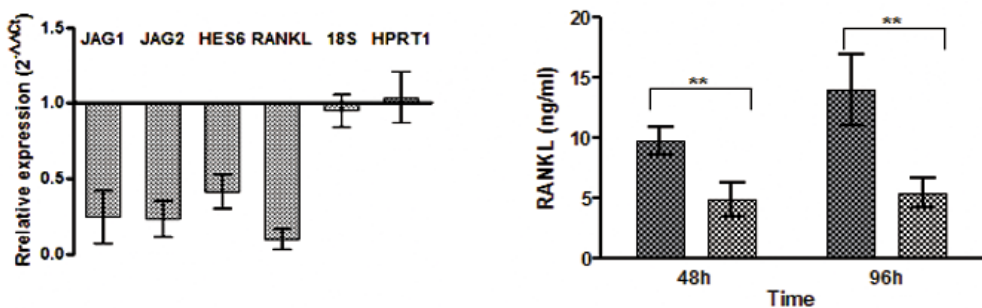 Rrelative expression (2^-ΔΔCt)
1.5
1.0
0.5
0.0
JAG1 JAG2 HES6 RANKL 18S HPRT1
RANKL (ng/ml)
20
15
10
5
0
**
**
48h 96h
Time